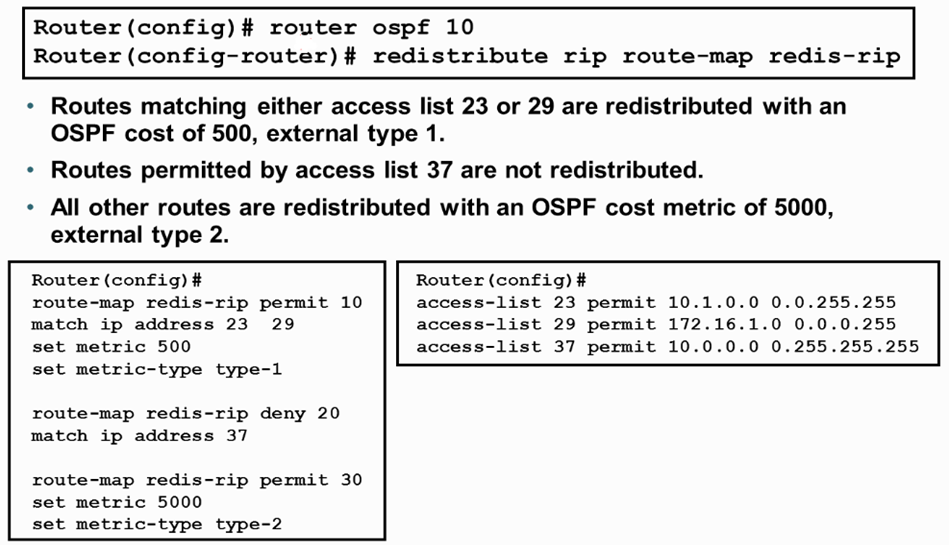 Router(config)# router ospf 10
Router(config-router)# redistribute rip route-map redis-rip
• Routes matching either access list 23 or 29 are redistributed with an
OSPF cost of 500, external type 1.
• Routes permitted by access list 37 are not redistributed.
• All other routes are redistributed with an OSPF cost metric of 5000,
external type 2.
Router(config)#
route-map redis-rip permit 10
match ip address 23  29
set metric 500
set metric-type type-1
route-map redis-rip deny 20
match ip address 37
route-map redis-rip permit 30
set metric 5000
set metric-type type-2
Router(config)#
access-list 23 permit 10.1.0.0 0.0.255.255
access-list 29 permit 172.16.1.0 0.0.0.255
access-list 37 permit 10.0.0.0 0.255.255.255